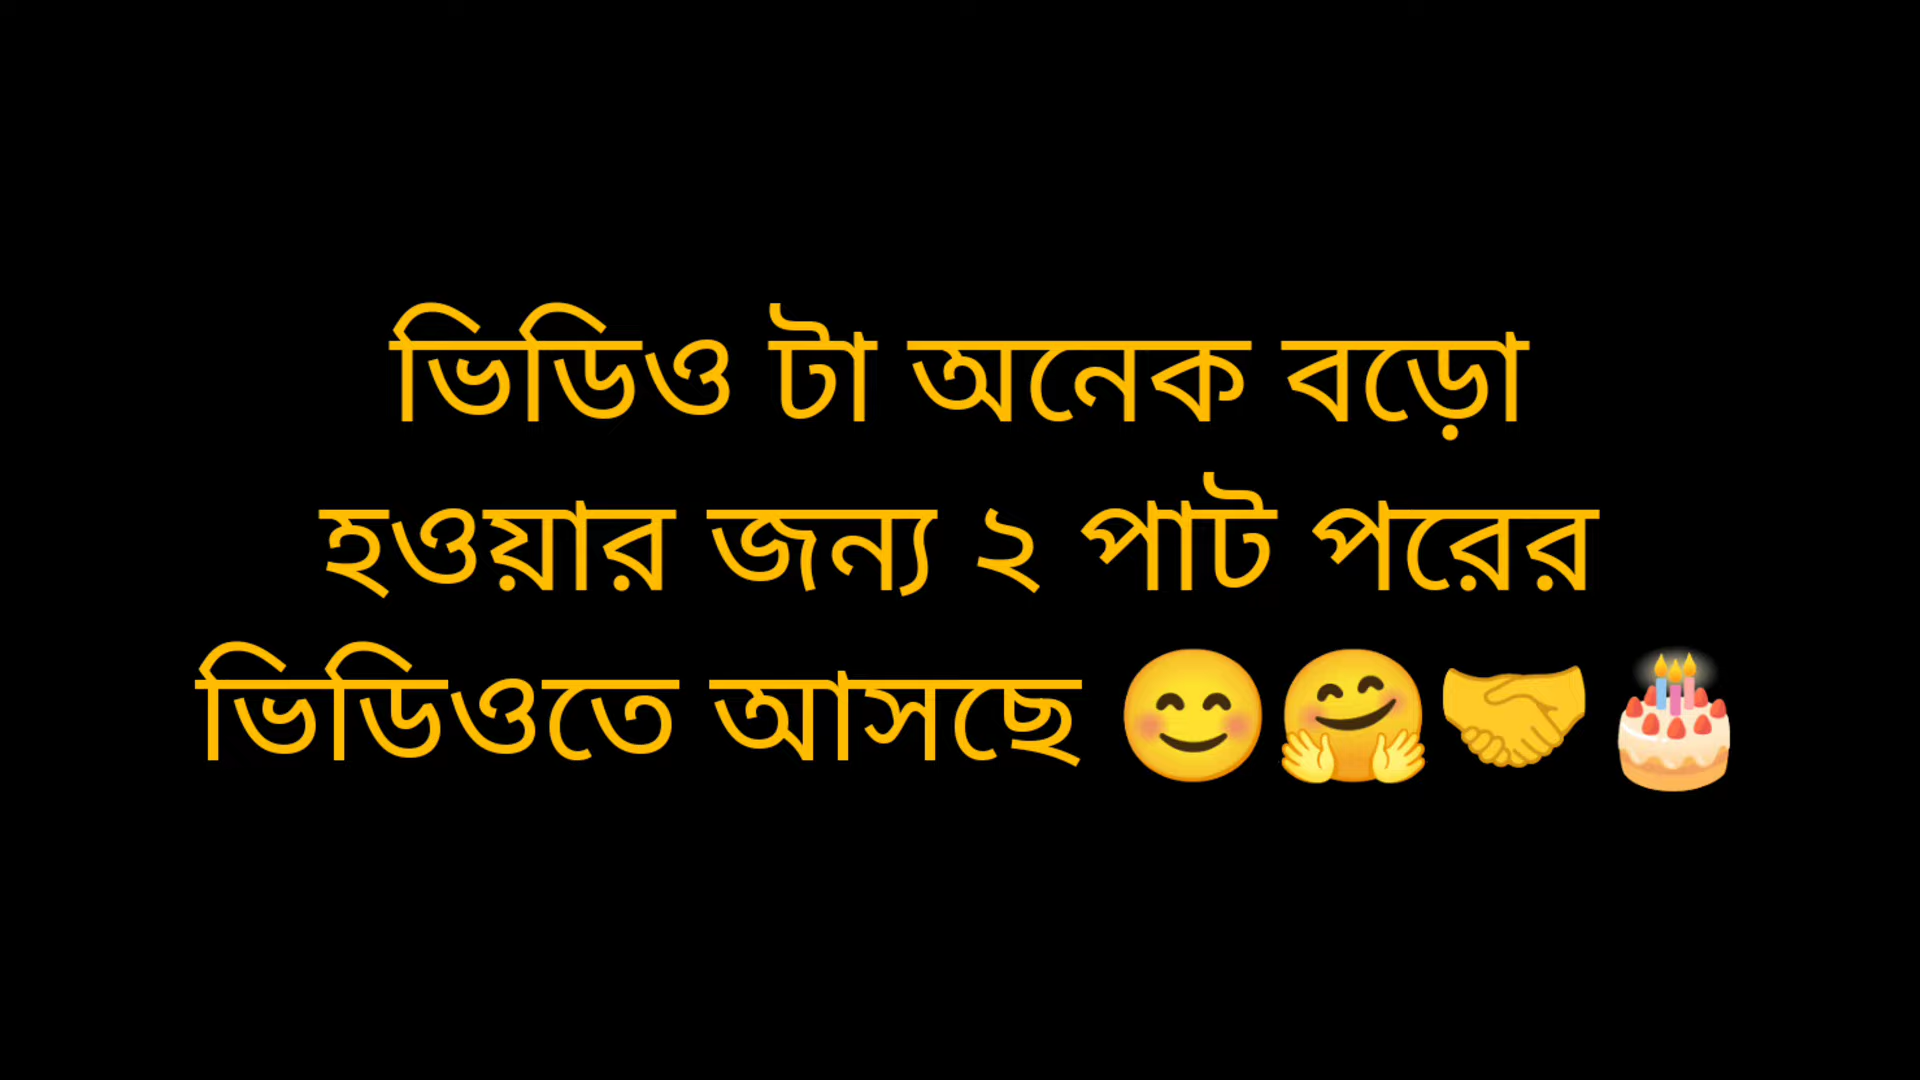 ভিডিও টা অনেক বড়ো
হওয়ার জন্য ২ পাট পরের
ভিডিওতে আসছে 😊🤗🤝🎂